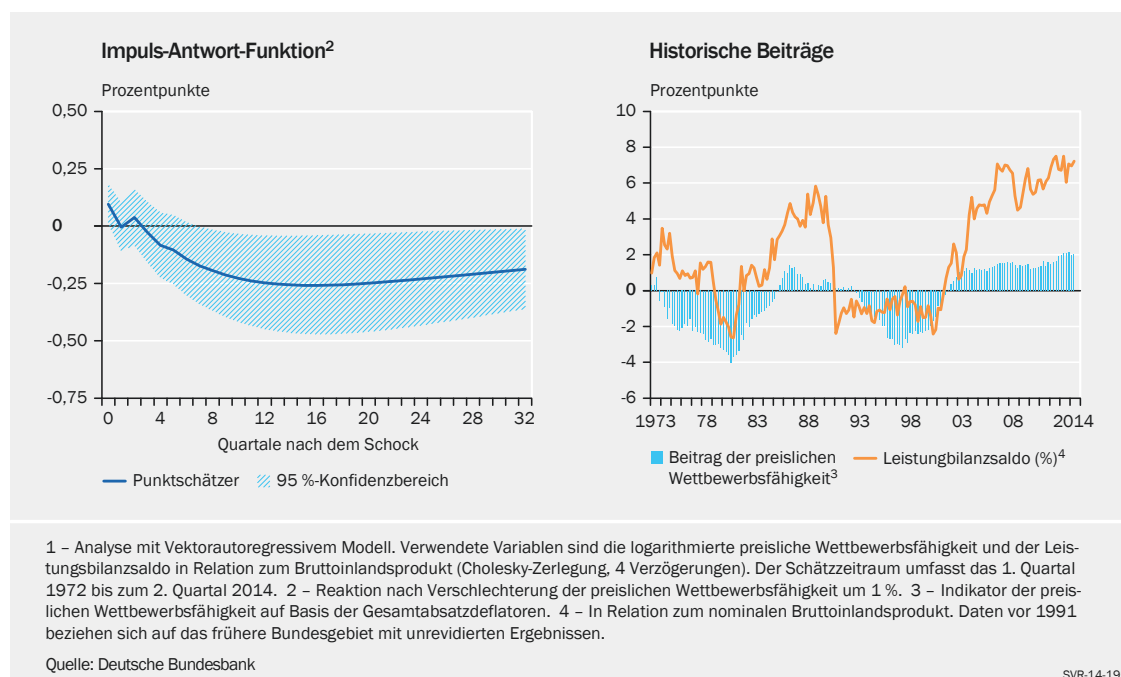 Impuls-Antwort-Funktion²
Prozentpunkte
0,50
0,25
0
-0,25
-0,50
-0,75
0 4 8 12 16 20 24 28 32
Quartale nach dem Schock
Punktschätzer 95 %-Konfidenzbereich
Historische Beiträge
Prozentpunkte
10
8
6
4
2
0
-2
-4
-6
1973 78 83 88 93 98 03 08 2014
Beitrag der preislichen
Wettbewerbsfähigkeit³
Leistungbilanzsaldo (%)⁴
1 – Analyse mit Vektorautoregressivem Modell. Verwendete Variablen sind die logarithmierte preisliche Wettbewerbsfähigkeit und der Leis-
tungsbilanzsaldo in Relation zum Bruttoinlandsprodukt (Cholesky-Zerlegung, 4 Verzögerungen). Der Schätzzeitraum umfasst das 1. Quartal
1972 bis zum 2. Quartal 2014. 2 – Reaktion nach Verschlechterung der preislichen Wettbewerbsfähigkeit um 1 %. 3 – Indikator der preis-
lichen Wettbewerbsfähigkeit auf Basis der Gesamtabsatzdeflatoren. 4 – In Relation zum nominalen Bruttoinlandsprodukt. Daten vor 1991
beziehen sich auf das frühere Bundesgebiet mit unrevidierten Ergebnissen.
Quelle: Deutsche Bundesbank
SVR-14-19